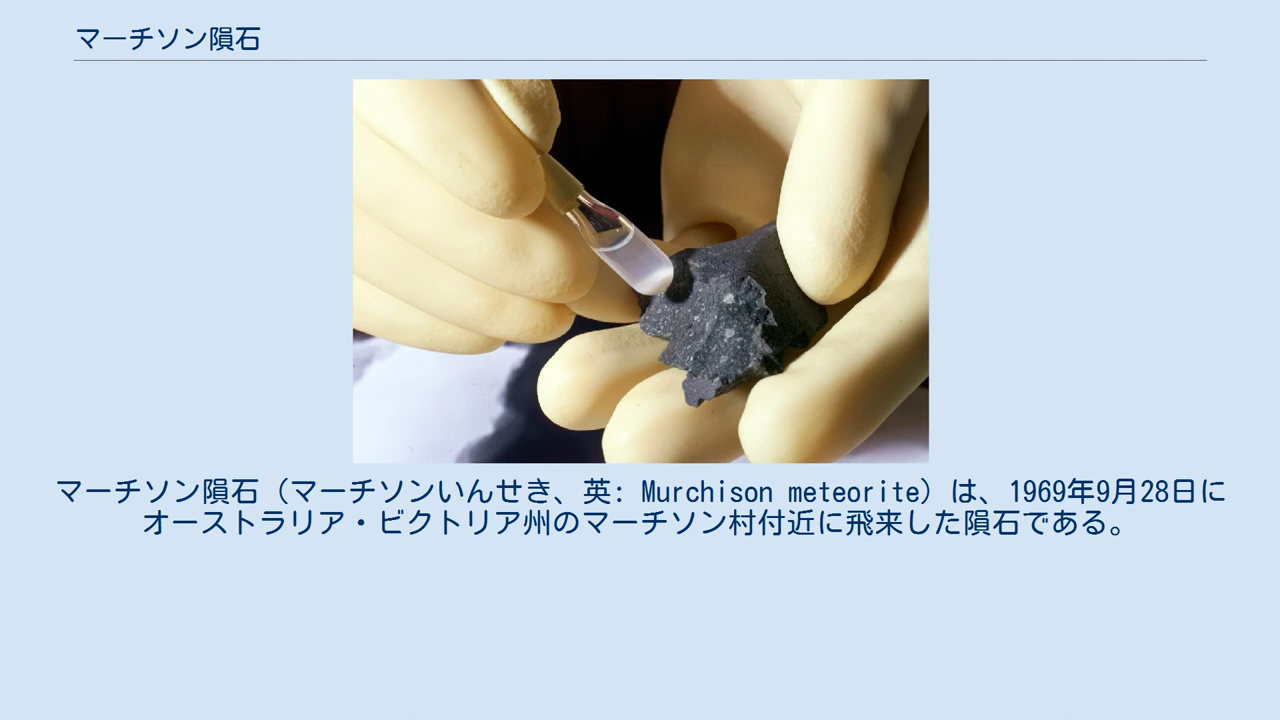 マーチソン隕石
マーチソン隕石（マーチソンいんせき、英: Murchison meteorite）は、1969年9月28日に
オーストラリア・ビクトリア州のマーチソン村付近に飛来した隕石である。